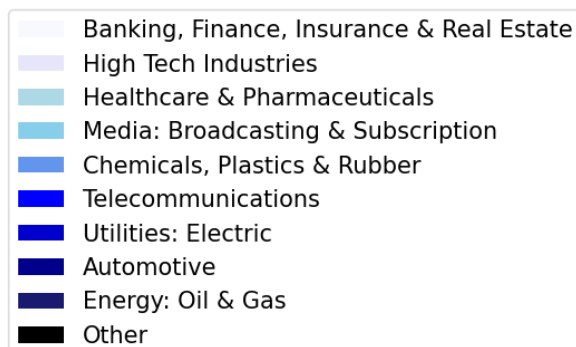 Banking, Finance, Insurance & Real Estate
High Tech Industries
Healthcare & Pharmaceuticals
Media: Broadcasting & Subscription
Chemicals, Plastics & Rubber
Telecommunications
Utilities: Electric
Automotive
Energy: Oil & Gas
Other